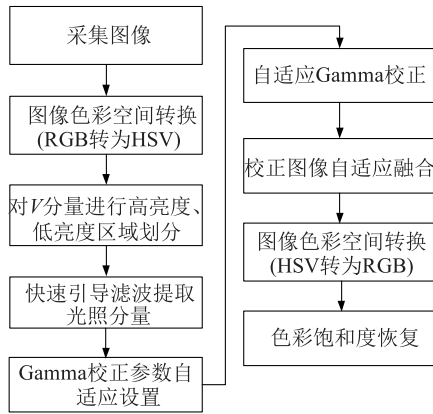 采集图像
图像色彩空间转换
(RGB转为HSV)
对V分量进行高亮度、
低亮度区域划分
快速引导滤波提取
光照分量
Gamma校正参数自
适应设置
自适应Gamma校正
校正图像自适应融合
图像色彩空间转换
(HSV转为RGB)
色彩饱和度恢复